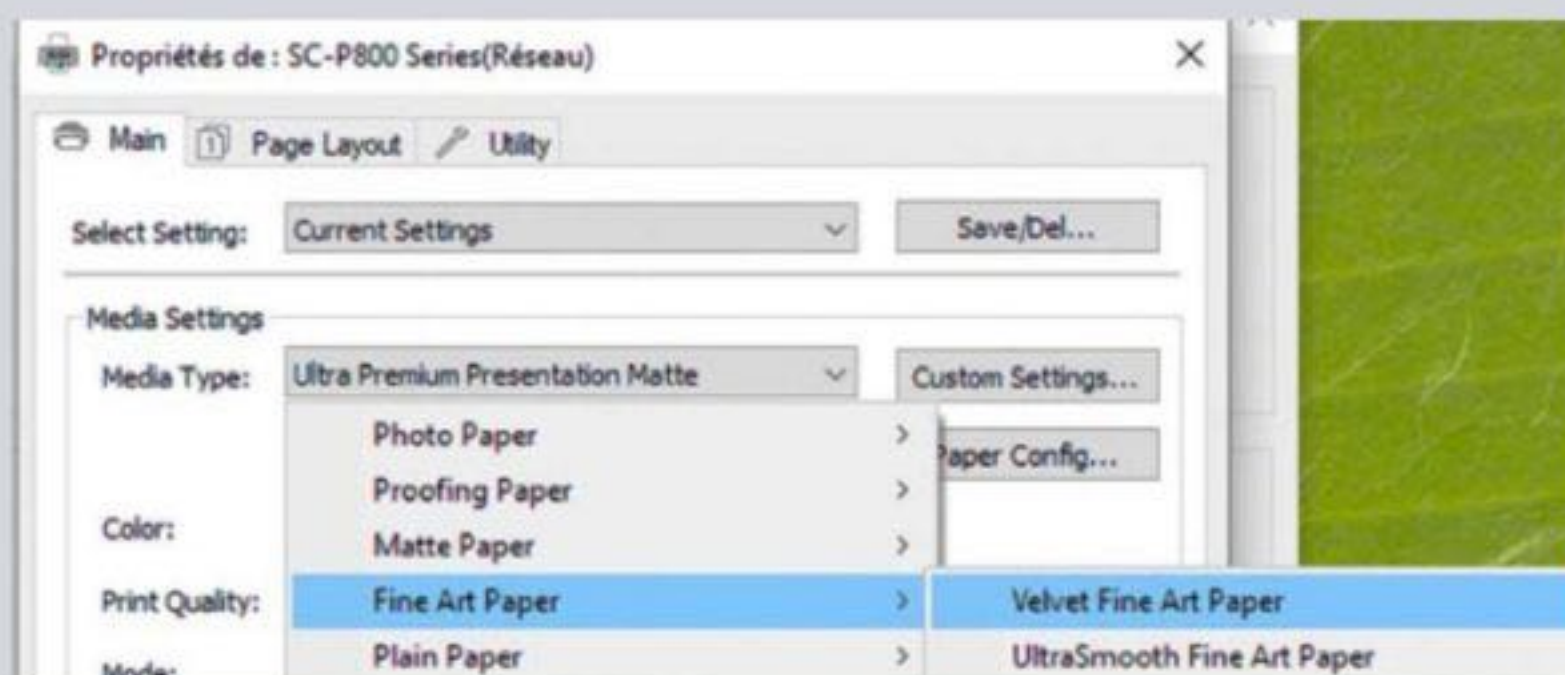 Propriétés de : SC-P800 Series(Réseau)
Main Page Layout Utility
Select Setting: Current Settings Save/Del...
Media Settings
Media Type: Ultra Premium Presentation Matte Custom Settings...
Photo Paper
Paper Config...
Proofing Paper
Color:
Matte Paper
Print Quality: Fine Art Paper Velvet Fine Art Paper
Plain Paper UltraSmooth Fine Art Paper
Mode: